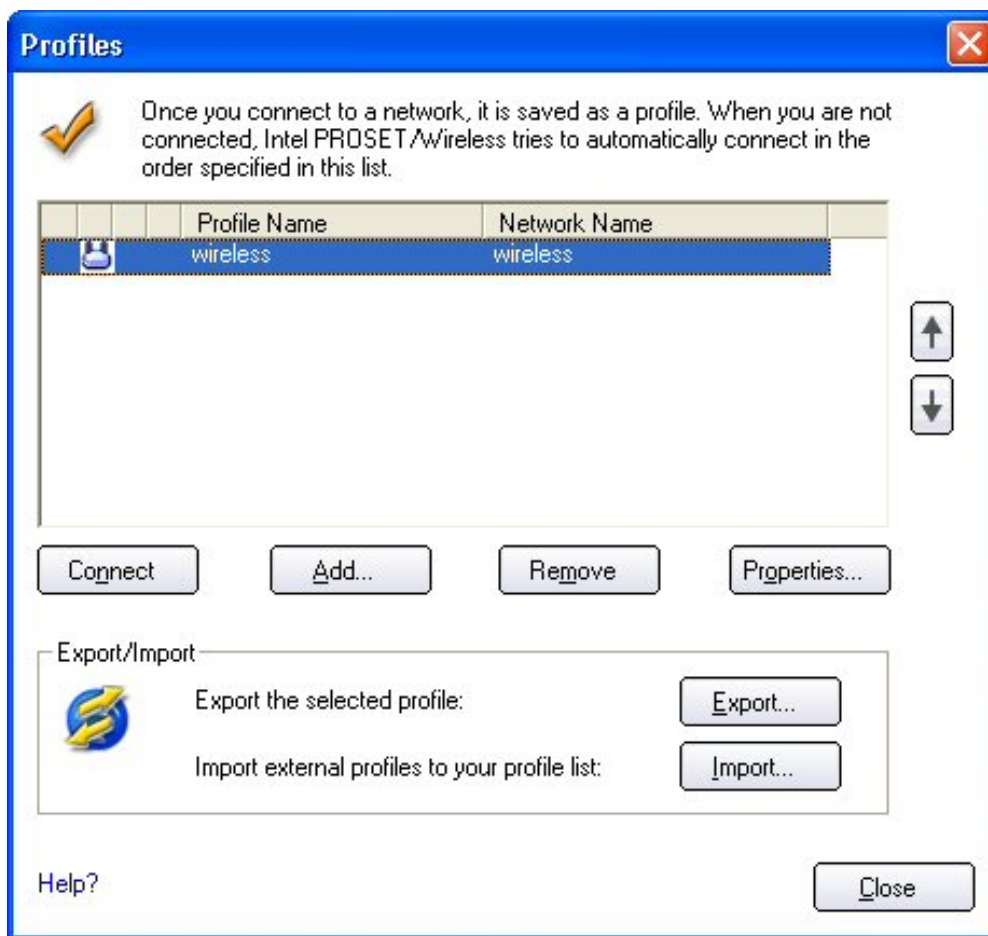 Profiles
Once you connect to a network, it is saved as a profile. When you are not
connected, Intel PROSET/Wireless tries to automatically connect in the
order specified in this list.
Profile Name Network Name
wireless wireless
Connect Add... Remove Properties...
Export/Import
Export the selected profile: Export...
Import external profiles to your profile list: Import...
Help? Close